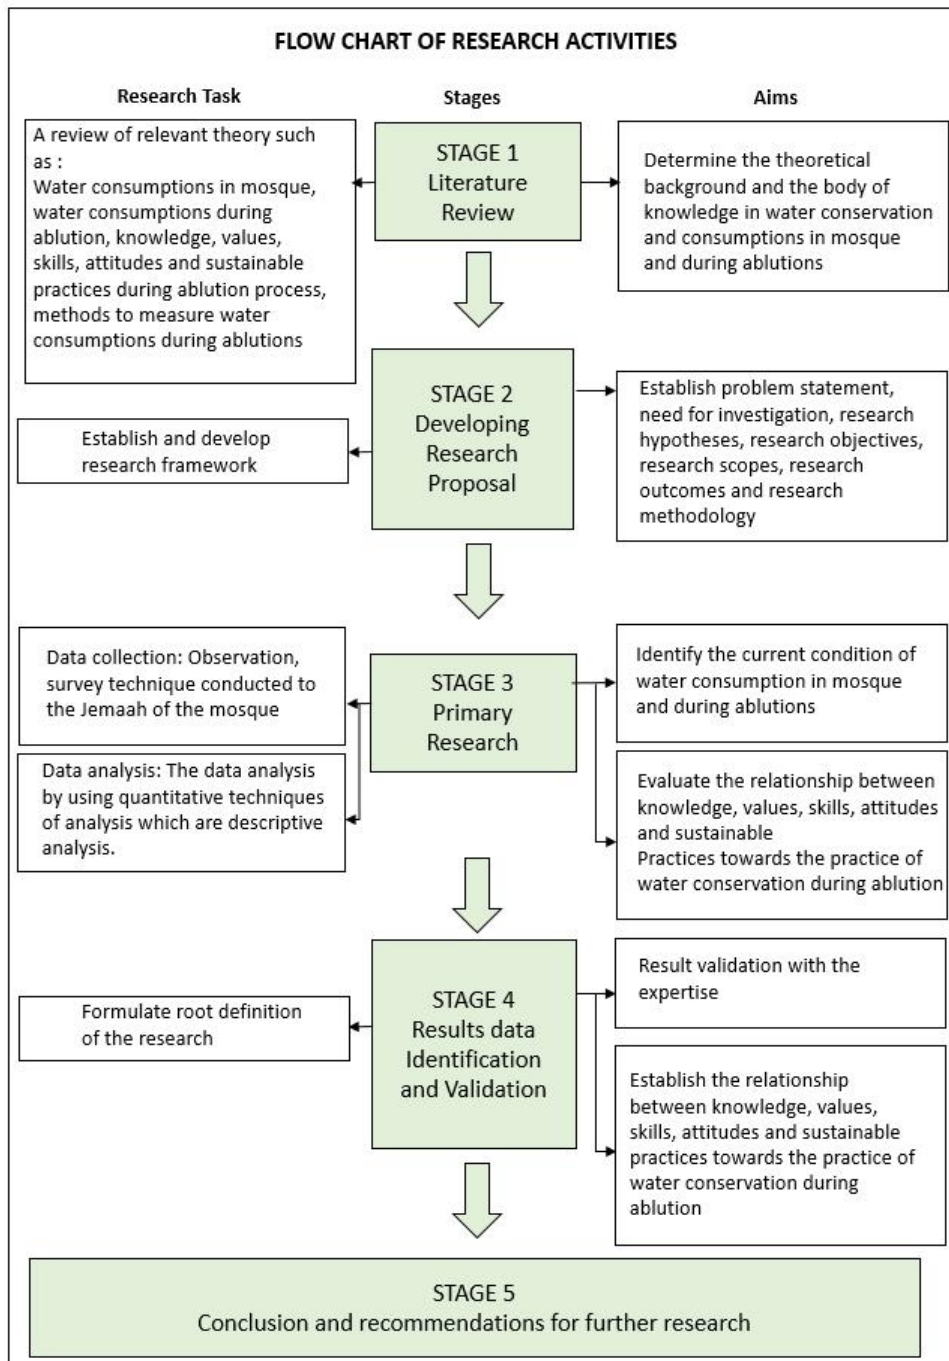 FLOW CHART OF RESEARCH ACTIVITIES
Research Task
Stages
Aims
A review of relevant theory such
as :
Water consumptions in mosque,
water consumptions during
ablution, knowledge, values,
skills, attitudes and sustainable
practices during ablution process,
methods to measure water
consumptions during ablutions
STAGE 1
Literature
Review
Determine the theoretical
background and the body of
knowledge in water conservation
and consumptions in mosque
and during ablutions
Establish and develop
research framework
STAGE 2
Developing
Research
Proposal
Establish problem statement,
need for investigation, research
hypotheses, research objectives,
research scopes, research
outcomes and research
methodology
Data collection: Observation,
survey technique conducted to
the Jemaah of the mosque
Data analysis: The data analysis
by using quantitative techniques
of analysis which are descriptive
analysis.
STAGE 3
Primary
Research
Identify the current condition of
water consumption in mosque
and during ablutions
Evaluate the relationship between
knowledge, values, skills, attitudes
and sustainable
Practices towards the practice of
water conservation during ablution
Formulate root definition
of the research
STAGE 4
Results data
Identification
and Validation
Result validation with the
expertise
Establish the relationship
between knowledge, values,
skills, attitudes and sustainable
practices towards the practice of
water conservation during
ablution
STAGE 5
Conclusion and recommendations for further research